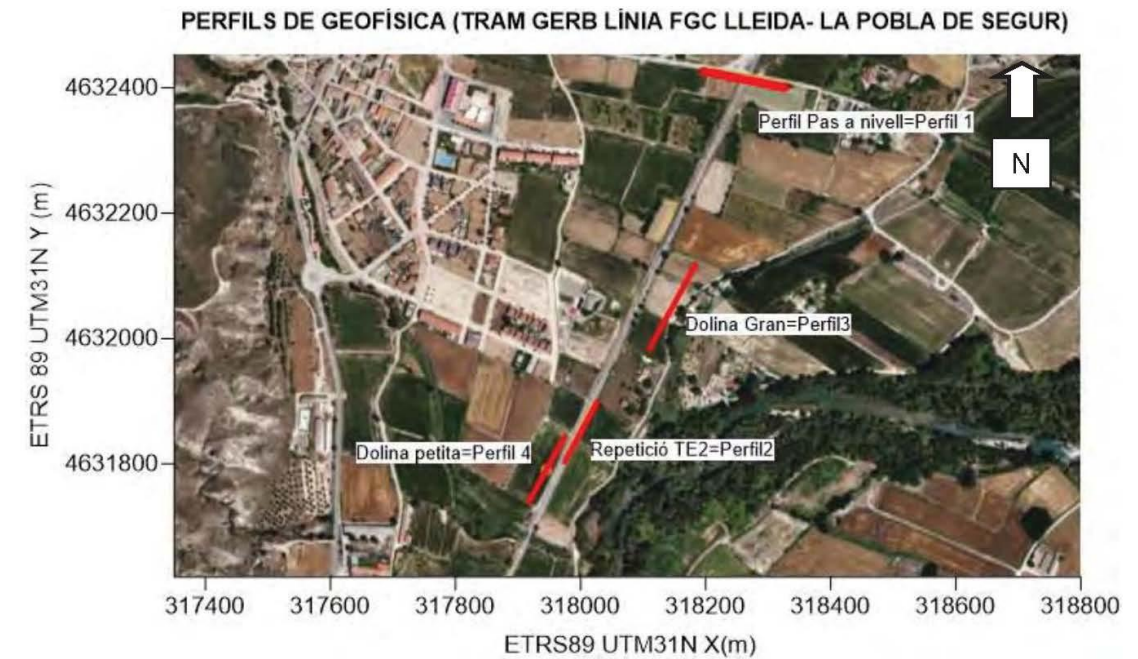 PERFILS DE GEOFÍSICA (TRAM GERB LÍNIA FGC LLEIDA- LA POBLA DE SEGUR)
4632400
4632200
4632000
4631800
ETRS 89 UTM31N Y (m)
Perfil Pas a nivell=Perfil 1
N
Dolina Gran=Perfil3
Dolina petita=Perfil 4
Repetició TE2=Perfil2
317400 317600 317800 318000 318200 318400 318600 318800
ETRS89 UTM31N X(m)